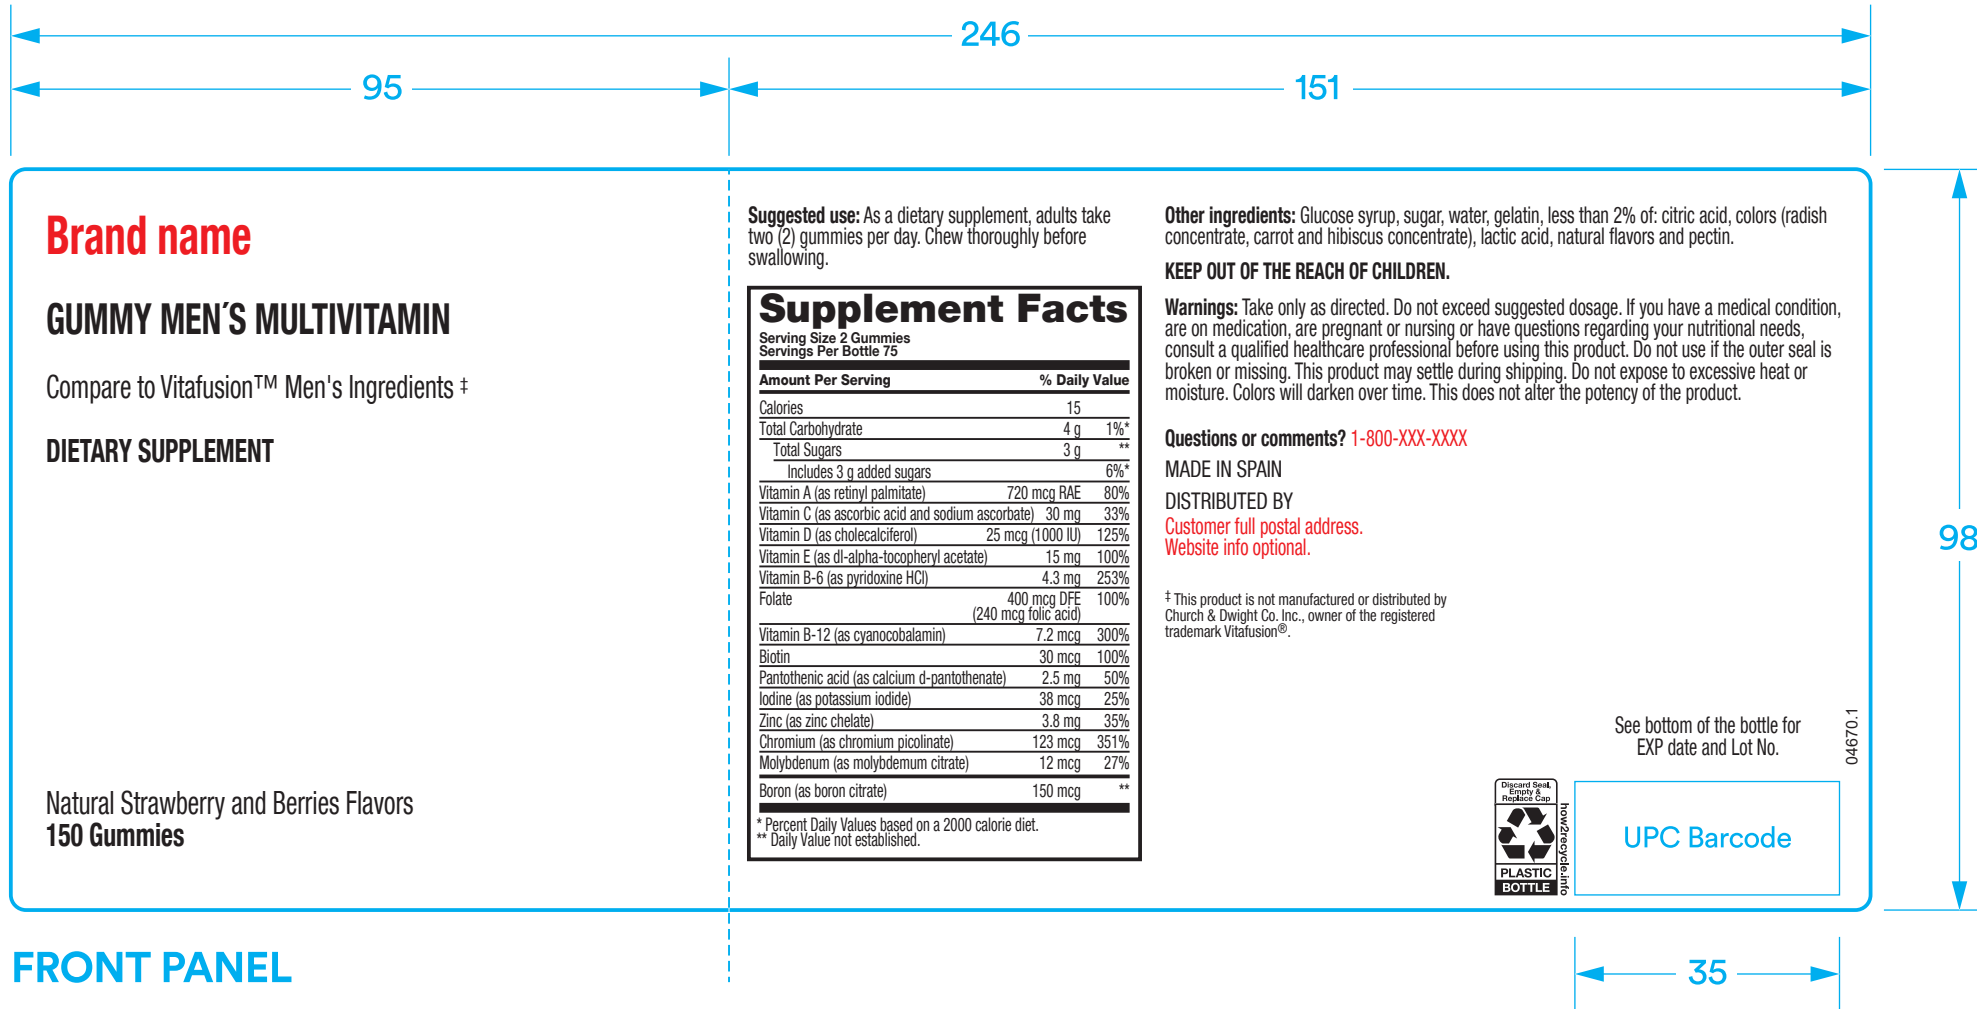 246
95
151
Brand name
GUMMY MEN´S MULTIVITAMIN
Compare to Vitafusion™ Men's Ingredients ‡
DIETARY SUPPLEMENT
Natural Strawberry and Berries Flavors
150 Gummies
Suggested use: As a dietary supplement, adults take
two (2) gummies per day. Chew thoroughly before
swallowing.
Supplement Facts
Serving Size 2 Gummies
Servings Per Bottle 75
Amount Per Serving % Daily Value
Calories 15
Total Carbohydrate 4 g 1%*
Total Sugars 3 g **
Includes 3 g added sugars 6%*
Vitamin A (as retinyl palmitate) 720 mcg RAE 80%
Vitamin C (as ascorbic acid and sodium ascorbate) 30 mg 33%
Vitamin D (as cholecalciferol) 25 mcg (1000 IU) 125%
Vitamin E (as dl-alpha-tocopheryl acetate) 15 mg 100%
Vitamin B-6 (as pyridoxine HCl) 4.3 mg 253%
Folate 400 mcg DFE 100%
(240 mcg folic acid)
Vitamin B-12 (as cyanocobalamin) 7.2 mcg 300%
Biotin 30 mcg 100%
Pantothenic acid (as calcium d-pantothenate) 2.5 mg 50%
Iodine (as potassium iodide) 38 mcg 25%
Zinc (as zinc chelate) 3.8 mg 35%
Chromium (as chromium picolinate) 123 mcg 351%
Molybdenum (as molybdemum citrate) 12 mcg 27%
Boron (as boron citrate) 150 mcg **
* Percent Daily Values based on a 2000 calorie diet.
** Daily Value not established.
Other ingredients: Glucose syrup, sugar, water, gelatin, less than 2% of: citric acid, colors (radish
concentrate, carrot and hibiscus concentrate), lactic acid, natural flavors and pectin.
KEEP OUT OF THE REACH OF CHILDREN.
Warnings: Take only as directed. Do not exceed suggested dosage. If you have a medical condition,
are on medication, are pregnant or nursing or have questions regarding your nutritional needs,
consult a qualified healthcare professional before using this product. Do not use if the outer seal is
broken or missing. This product may settle during shipping. Do not expose to excessive heat or
moisture. Colors will darken over time. This does not alter the potency of the product.
Questions or comments? 1-800-XXX-XXXX
MADE IN SPAIN
DISTRIBUTED BY
Customer full postal address.
Website info optional.
‡ This product is not manufactured or distributed by
Church & Dwight Co. Inc., owner of the registered
trademark Vitafusion®.
See bottom of the bottle for
EXP date and Lot No.
04670.1
Discard Seal,
Empty &
Replace Cap
PLASTIC
BOTTLE
how2recycle.info
UPC Barcode
98
FRONT PANEL
35